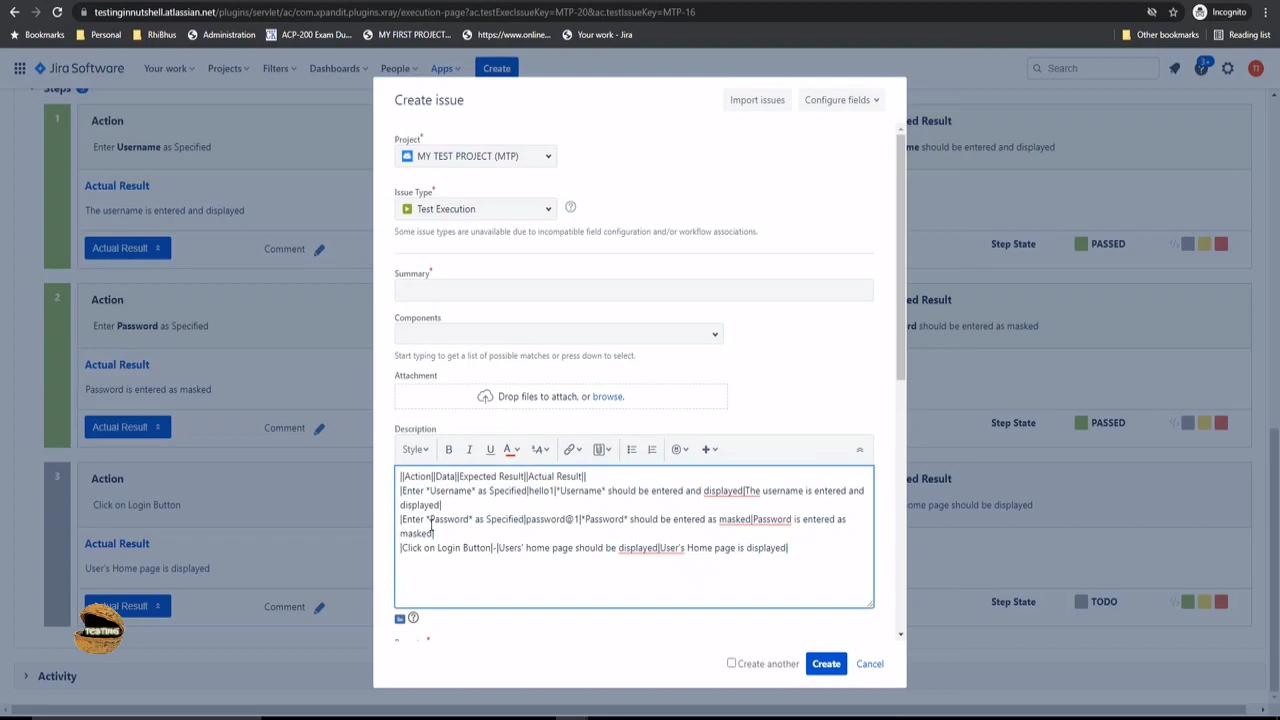 testinginnutshell.atlassian.net/plugins/servlet/ac/com.xpandit.plugins.xray/execution-page?ac.testExecIssueKey=MTP-20&ac.testIssueKey=MTP-16
Incognito
Bookmarks Personal RhiBhus Administration ACP-200 Exam Du... MY FIRST PROJECT... https://www.online... Your work - Jira Other bookmarks Reading list
Jira Software Your work Projects Filters Dashboards People Apps Create Search 3+ TI
Steps
Create issue Import issues Configure fields
1 Action ed Result
Enter Username as Specified me should be entered and displayed
Project*
MY TEST PROJECT (MTP)
Actual Result
Issue Type*
The username is entered and displayed Test Execution
Some issue types are unavailable due to incompatible field configuration and/or workflow associations.
Actual Result Comment Step State PASSED
Summary*
2 Action ed Result
Components
Enter Password as Specified rd should be entered as masked
Start typing to get a list of possible matches or press down to select.
Actual Result
Attachment
Password is entered as masked
Drop files to attach, or browse.
Actual Result Comment Step State PASSED
Description
Style B I U A
3 Action ed Result
||Action||Data||Expected Result||Actual Result||
|Enter *Username* as Specified|hello1|*Username* should be entered and displayed|The username is entered and
displayed|
Click on Login Button
|Enter *Password* as Specified|password@1|*Password* should be entered as masked|Password is entered as
masked|
Actual Result
|Click on Login Button|-|Users' home page should be displayed|User's Home page is displayed|
User's Home page is displayed
Actual Result Comment Step State TODO
TESTING
Create another Create Cancel
Activity